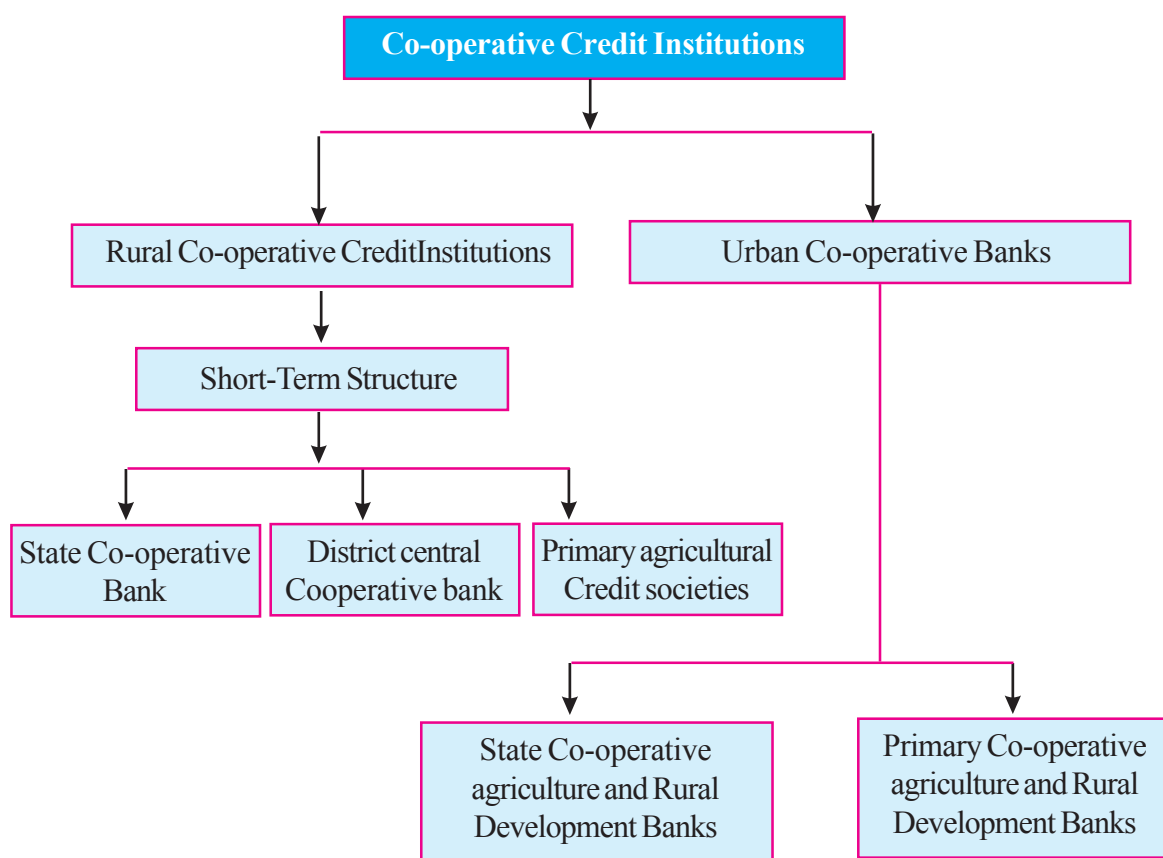 Co-operative Credit Institutions
Rural Co-operative CreditInstitutions
Urban Co-operative Banks
Short-Term Structure
State Co-operative
Bank
District central
Cooperative bank
Primary agricultural
Credit societies
State Co-operative
agriculture and Rural
Development Banks
Primary Co-operative
agriculture and Rural
Development Banks